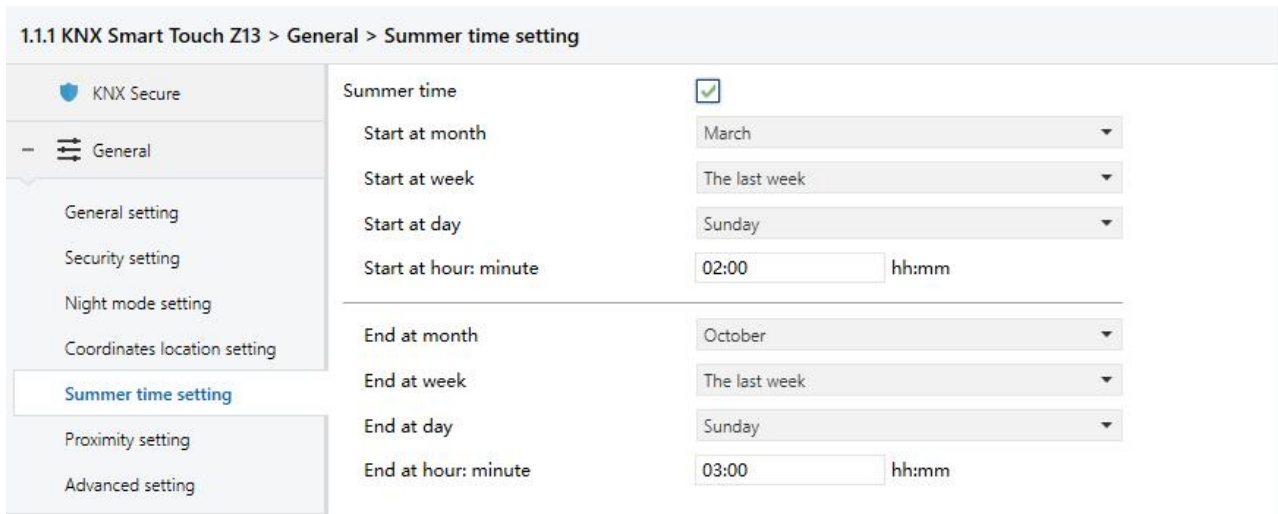 1.1.1 KNX Smart Touch Z13 > General > Summer time setting
KNX Secure
General
General setting
Security setting
Night mode setting
Coordinates location setting
Summer time setting
Proximity setting
Advanced setting
Summer time
Start at month March
Start at week The last week
Start at day Sunday
Start at hour: minute 02:00 hh:mm
End at month October
End at week The last week
End at day Sunday
End at hour: minute 03:00 hh:mm